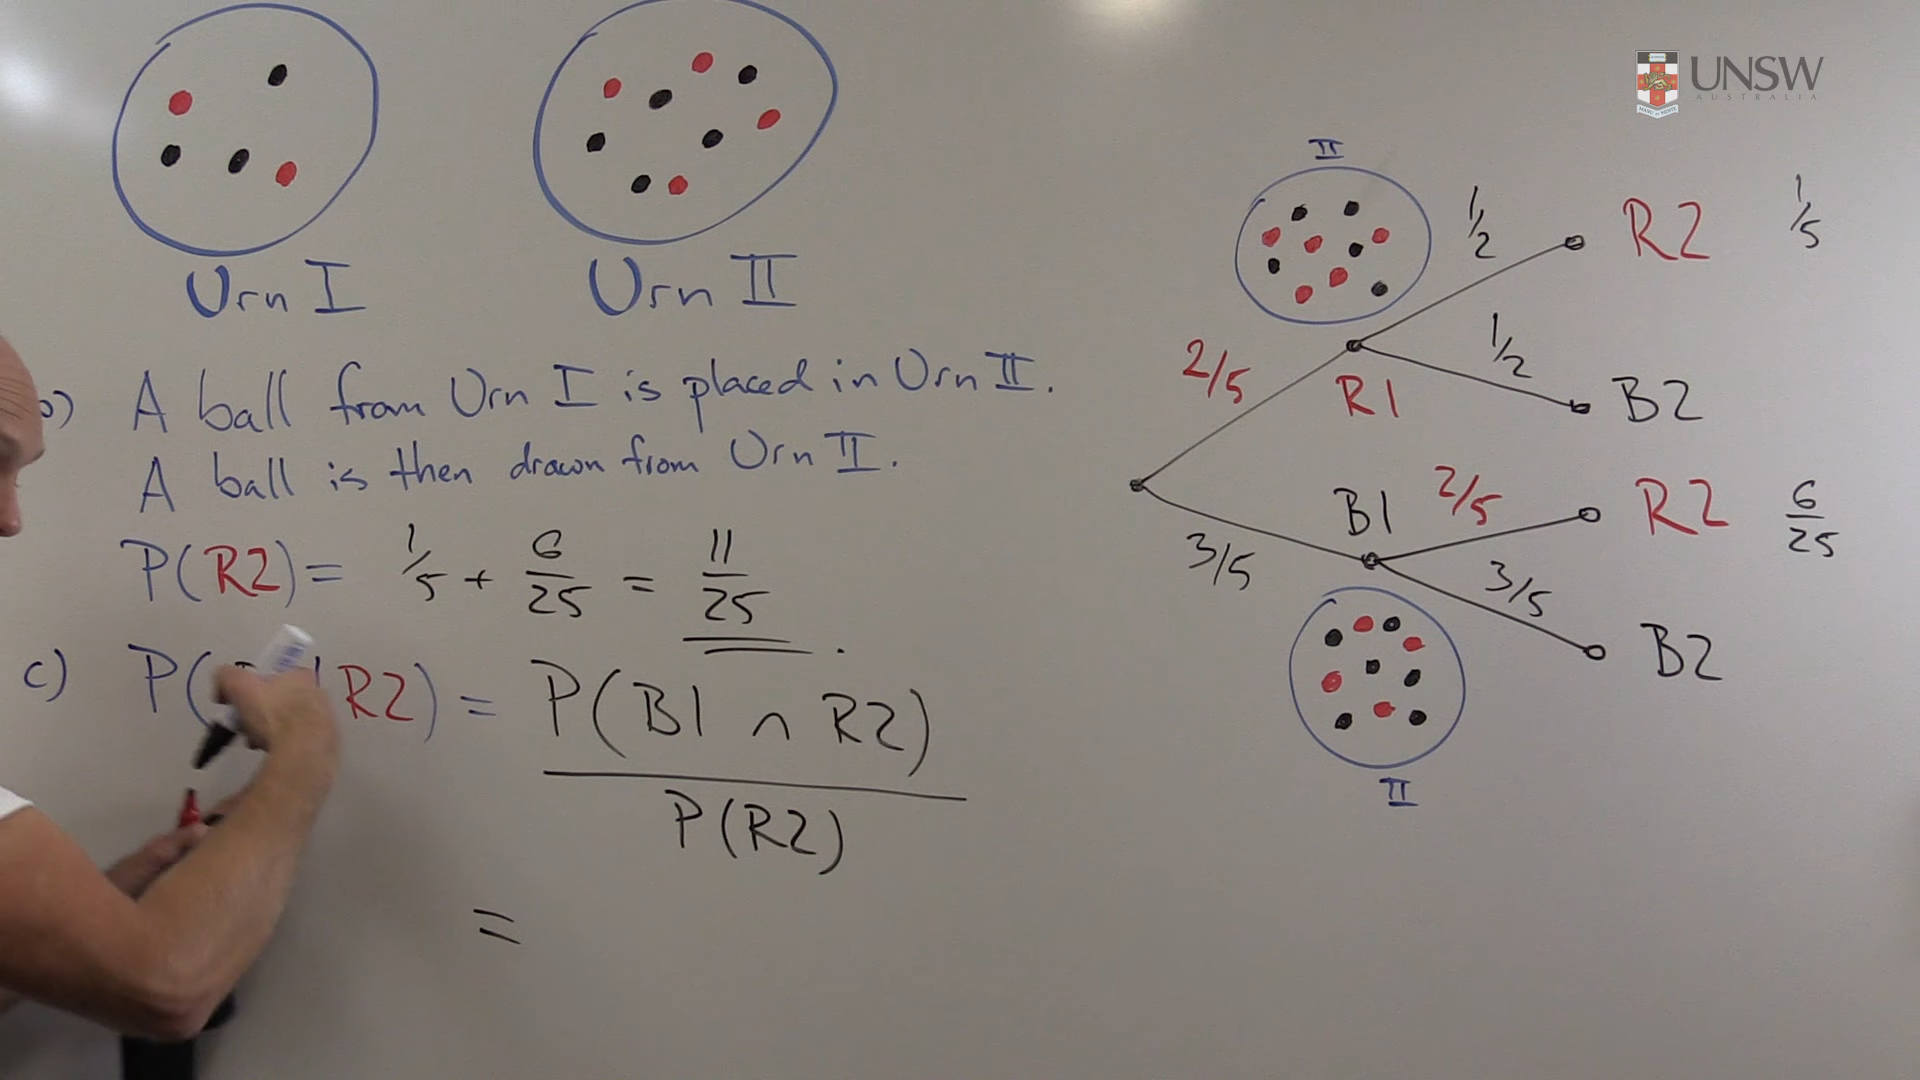 UNSW
AUSTRALIA
Urn I
Urn II
A ball from Urn I is placed in Urn II.
A ball is then drawn from Urn II.
P(R2) = 1/5 + 6/25 = 11/25.
c) P( R2) = P(B1 ∩ R2)
P(R2)
=
II
1/2 R2 1/5
2/5 R1 1/2 B2
B1 2/5 R2 6/25
3/5 3/5 B2
II